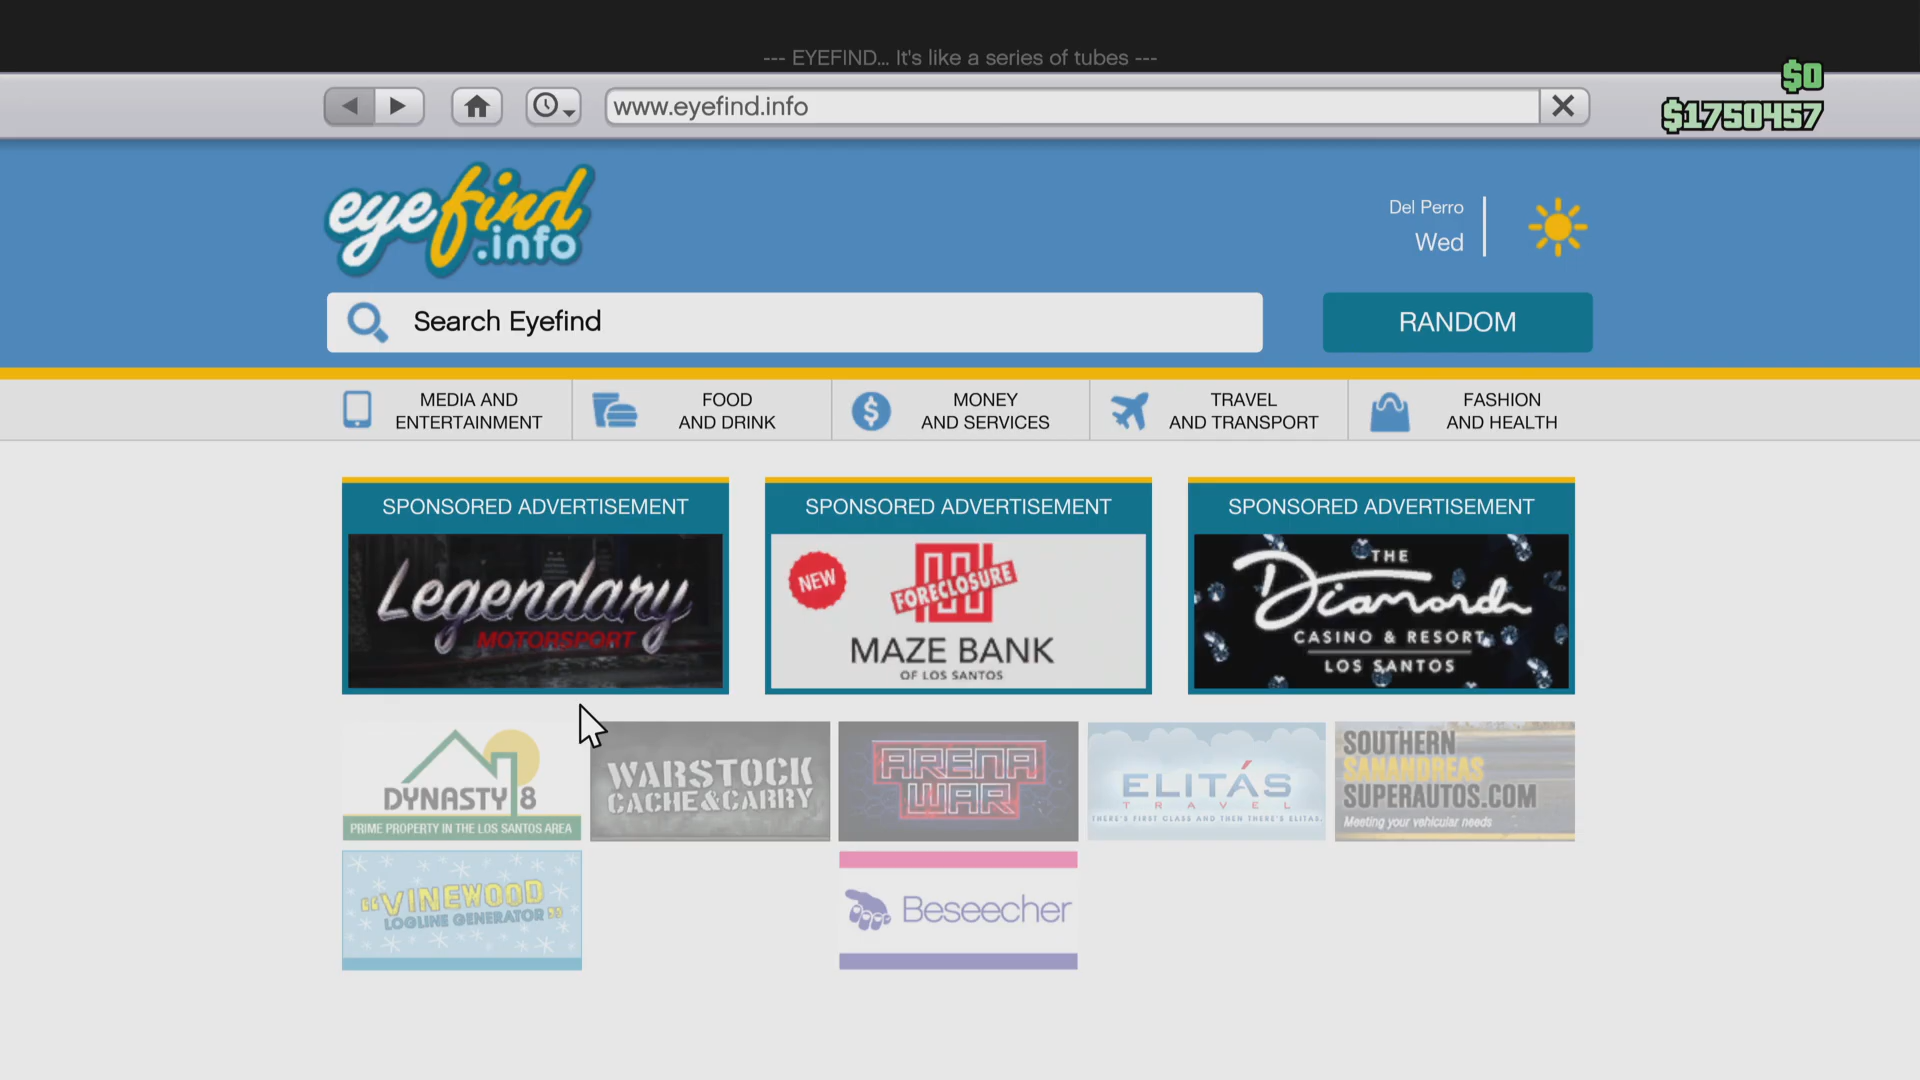 --- EYEFIND... It's like a series of tubes ---
$0
www.eyefind.info
$1750457
eyefind
.info
Del Perro
Wed
Search Eyefind
RANDOM
MEDIA AND
ENTERTAINMENT
FOOD
AND DRINK
MONEY
AND SERVICES
TRAVEL
AND TRANSPORT
FASHION
AND HEALTH
SPONSORED ADVERTISEMENT
Legendary
MOTORSPORT
SPONSORED ADVERTISEMENT
NEW
FORECLOSURE
MAZE BANK
OF LOS SANTOS
SPONSORED ADVERTISEMENT
THE
Diamond
CASINO & RESORT
LOS SANTOS
DYNASTY 8
PRIME PROPERTY IN THE LOS SANTOS AREA
WARSTOCK
CACHE&CARRY
ARENA
WAR
ELITÁS
TRAVEL
THERE'S FIRST CLASS AND THEN THERE'S ELITAS.
SOUTHERN
SANANDREAS
SUPERAUTOS.COM
Meeting your vehicular needs
"VINEWOOD
LOGLINE GENERATOR"
Beseecher